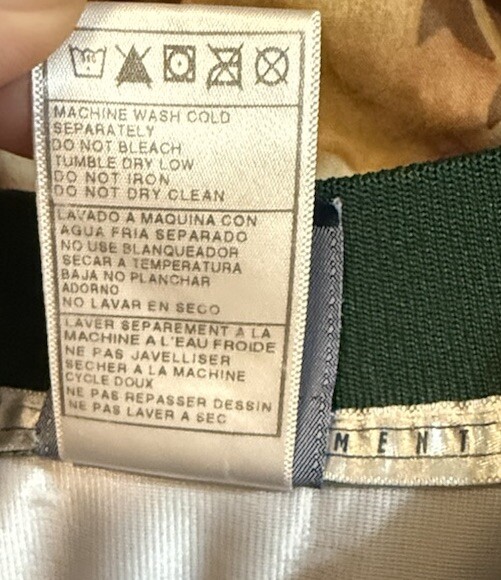 MACHINE WASH COLD
SEPARATELY
DO NOT BLEACH
TUMBLE DRY LOW
DO NOT IRON
DO NOT DRY CLEAN
LAVADO A MAQUINA CON
AGUA FRIA SEPARADO
NO USE BLANQUEADOR
SECAR A TEMPERATURA
BAJA NO PLANCHAR
ADORNO
NO LAVAR EN SECO
LAVER SEPAREMENT A LA
MACHINE A L'EAU FROIDE
NE PAS JAVELLISER
SECHER A LA MACHINE
CYCLE DOUX
NE PAS REPASSER DESSIN
NE PAS LAVER A SEC
MENT